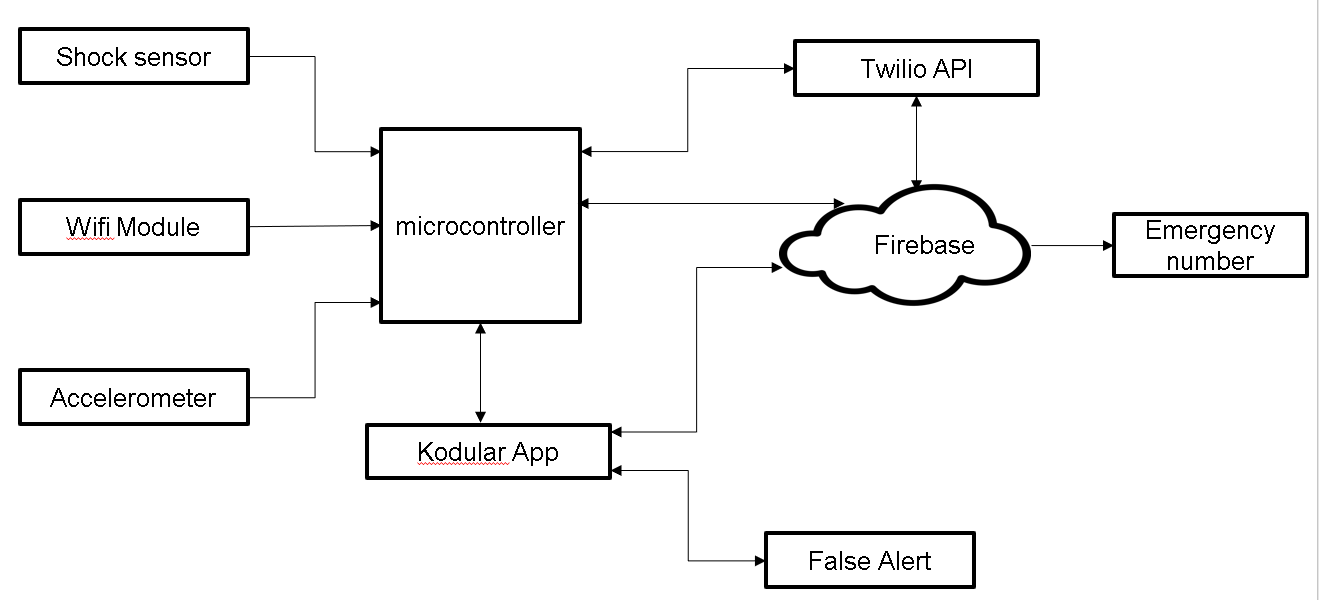 Shock sensor
Twilio API
Wifi Module
microcontroller
Firebase
Emergency
number
Accelerometer
Kodular App
False Alert